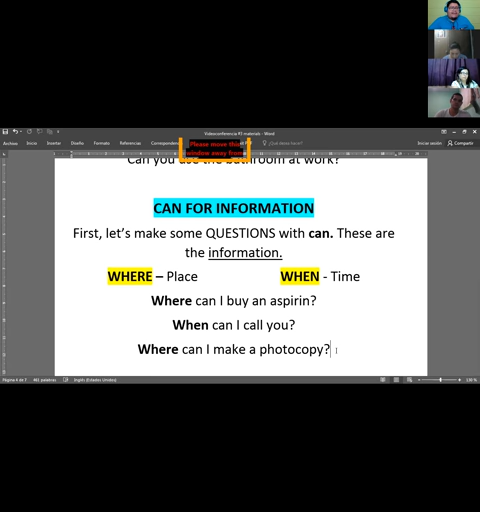 Videoconferencia P3 materials - Word
Archivo Inicio Insertar Diseño Formato Referencias Correspondencia ¿Qué desea hacer? Iniciar sesión Compartir
Please move this
window away from
Can you use the bathroom at work?
CAN FOR INFORMATION
First, let's make some QUESTIONS with can. These are
the information.
WHERE – Place WHEN - Time
Where can I buy an aspirin?
When can I call you?
Where can I make a photocopy?
Página 4 de 7 461 palabras Inglés (Estados Unidos) 120 %